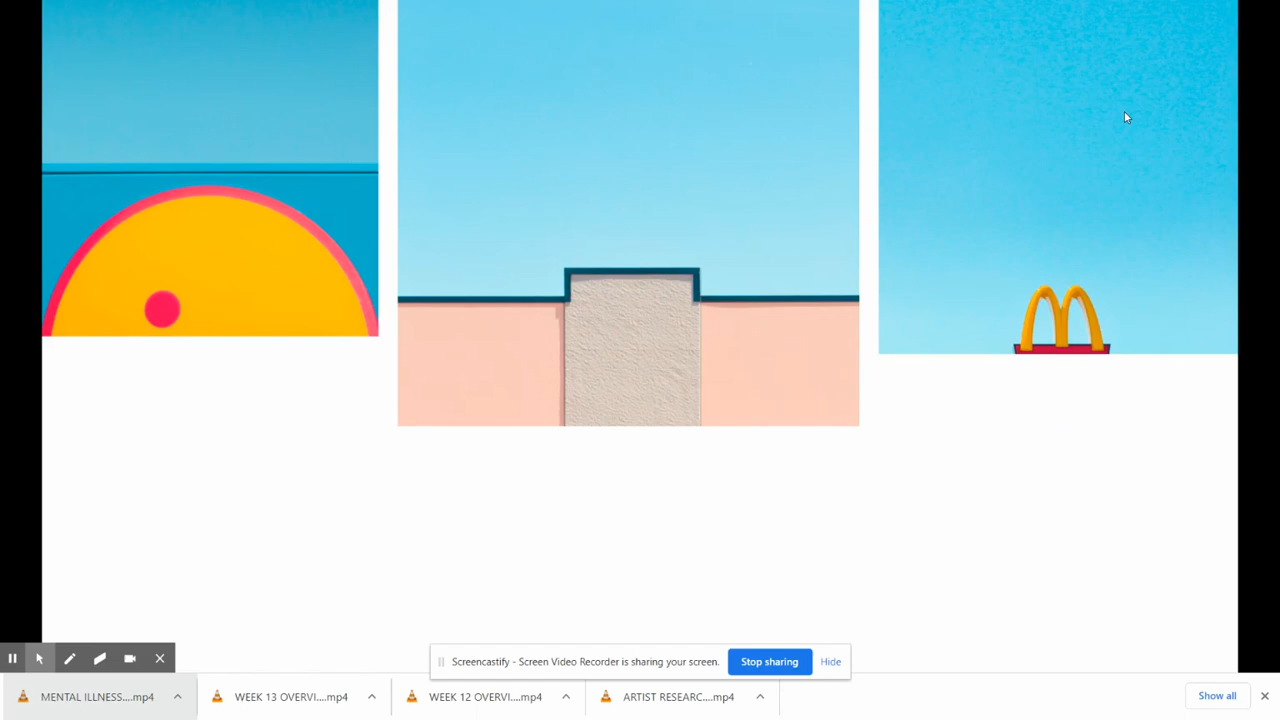 Screencastify - Screen Video Recorder is sharing your screen.
Stop sharing
Hide
MENTAL ILLNESS....mp4
WEEK 13 OVERVI....mp4
WEEK 12 OVERVI....mp4
ARTIST RESEARC....mp4
Show all